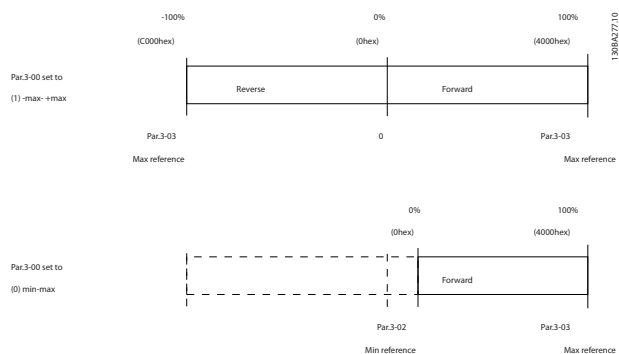 -100% 0% 100%
(C000hex) (0hex) (4000hex)
130BA277.10
Par.3-00 set to
(1) -max- +max
Reverse Forward
Par.3-03 0 Par.3-03
Max reference Max reference
0% 100%
(0hex) (4000hex)
Par.3-00 set to
(0) min-max
Forward
Par.3-02 Par.3-03
Min reference Max reference